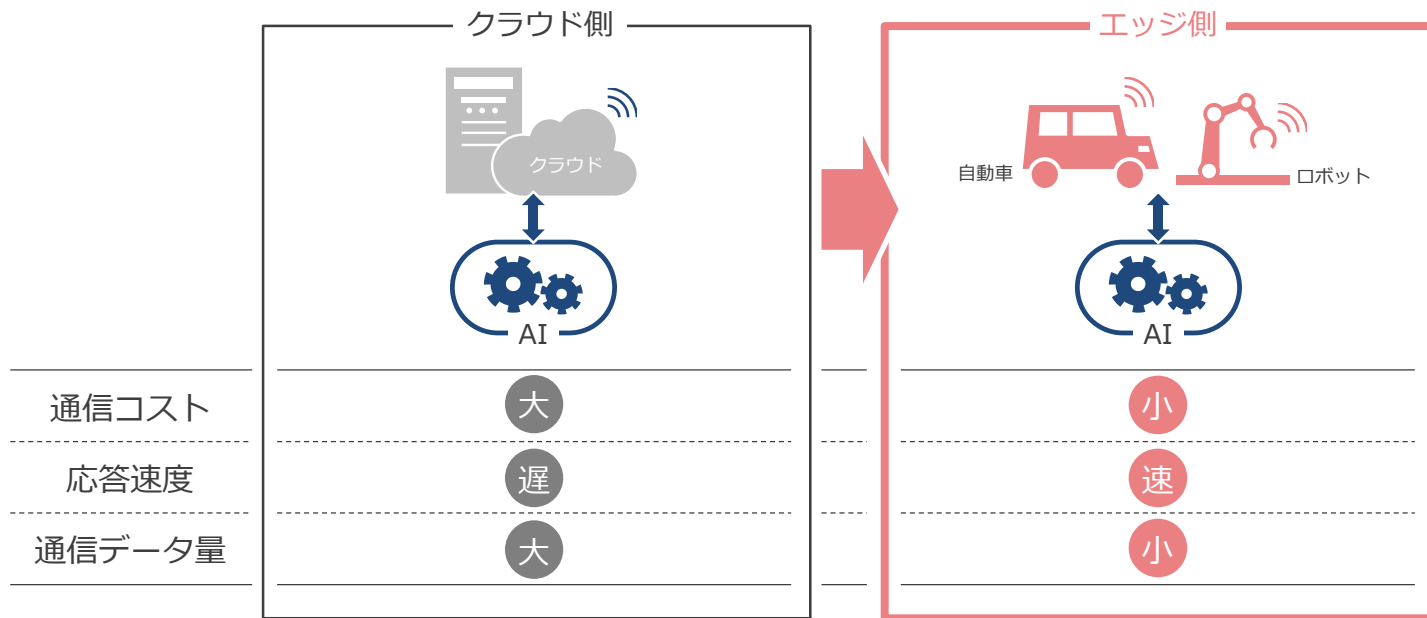 クラウド側
エッジ側
クラウド
自動車
ロボット
AI
AI
通信コスト
大
小
応答速度
遅
速
通信データ量
大
小